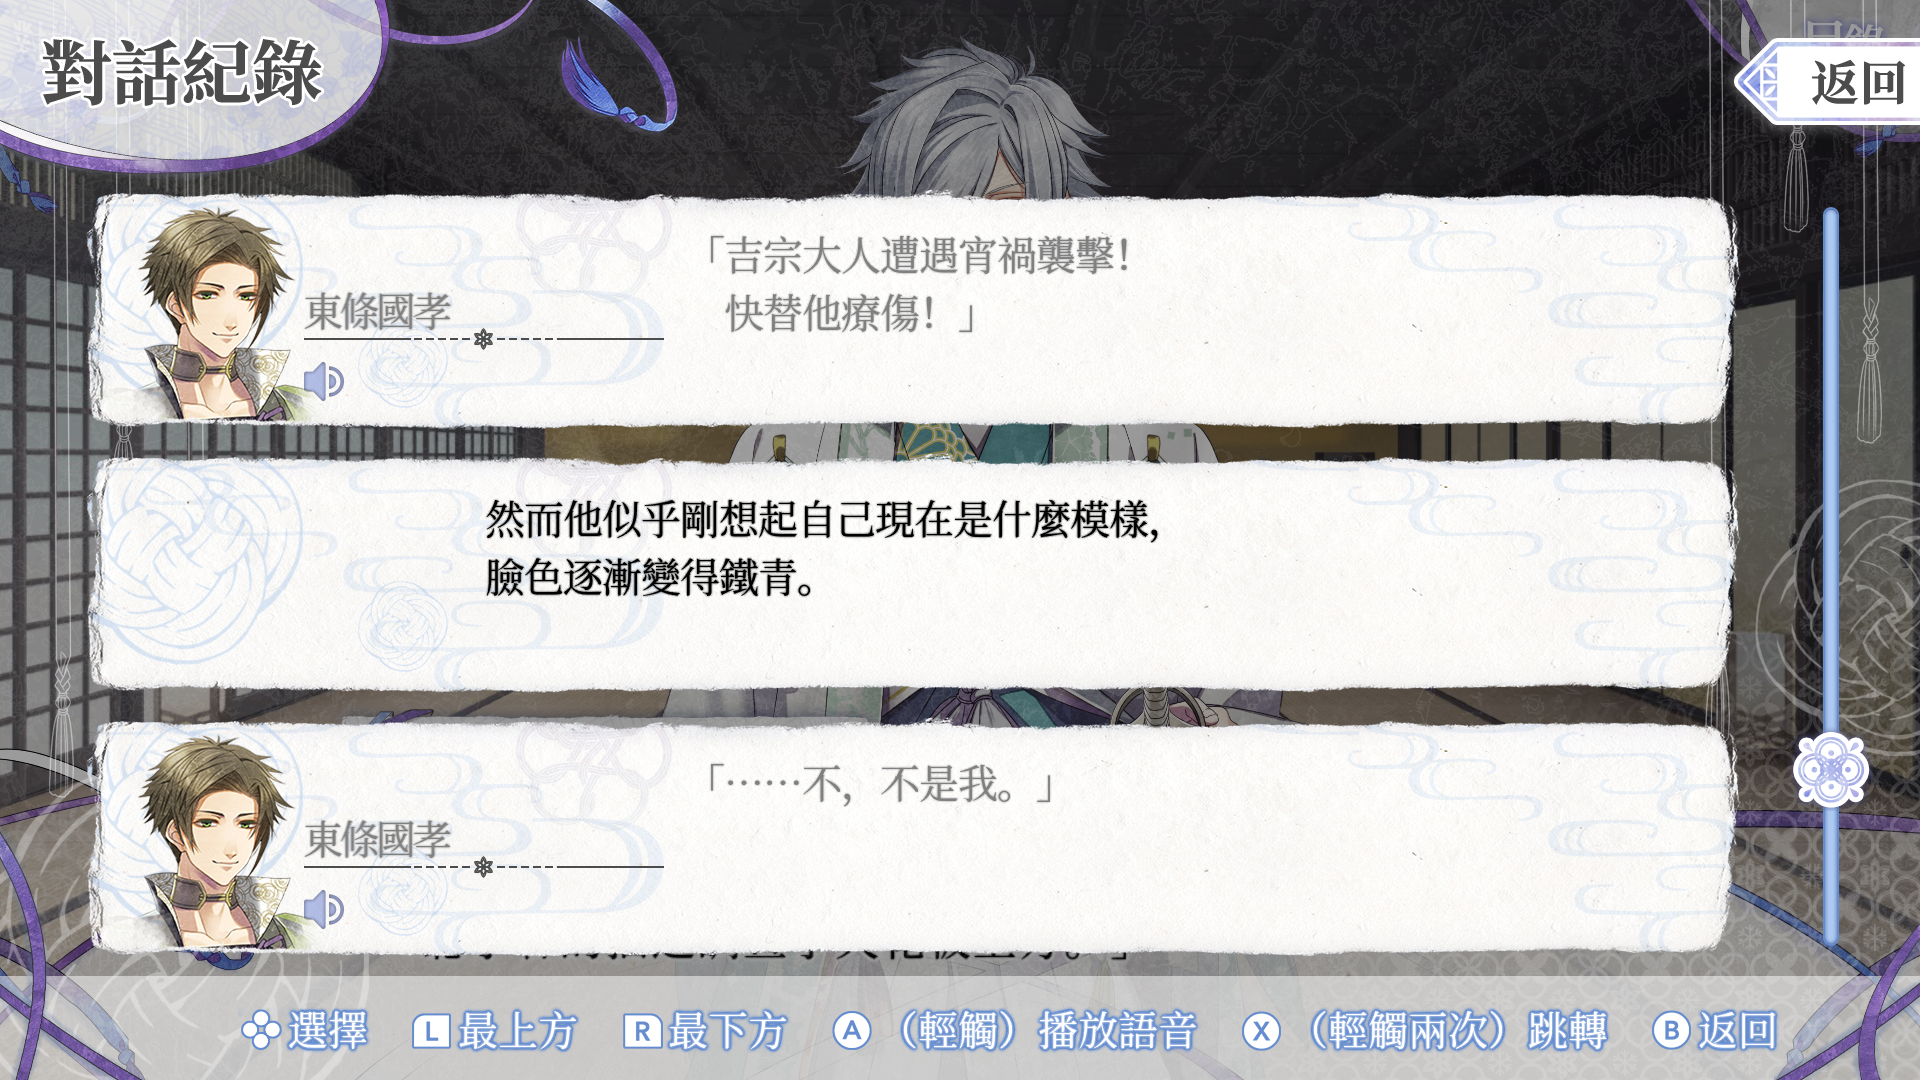 對話紀錄
返回
「吉宗大人遭遇宵禍襲擊！
快替他療傷！」
東條國孝
然而他似乎剛想起自己現在是什麼模樣，
臉色逐漸變得鐵青。
「……不，不是我。」
東條國孝
選擇 L 最上方 R 最下方 A （輕觸）播放語音 X （輕觸兩次）跳轉 B 返回